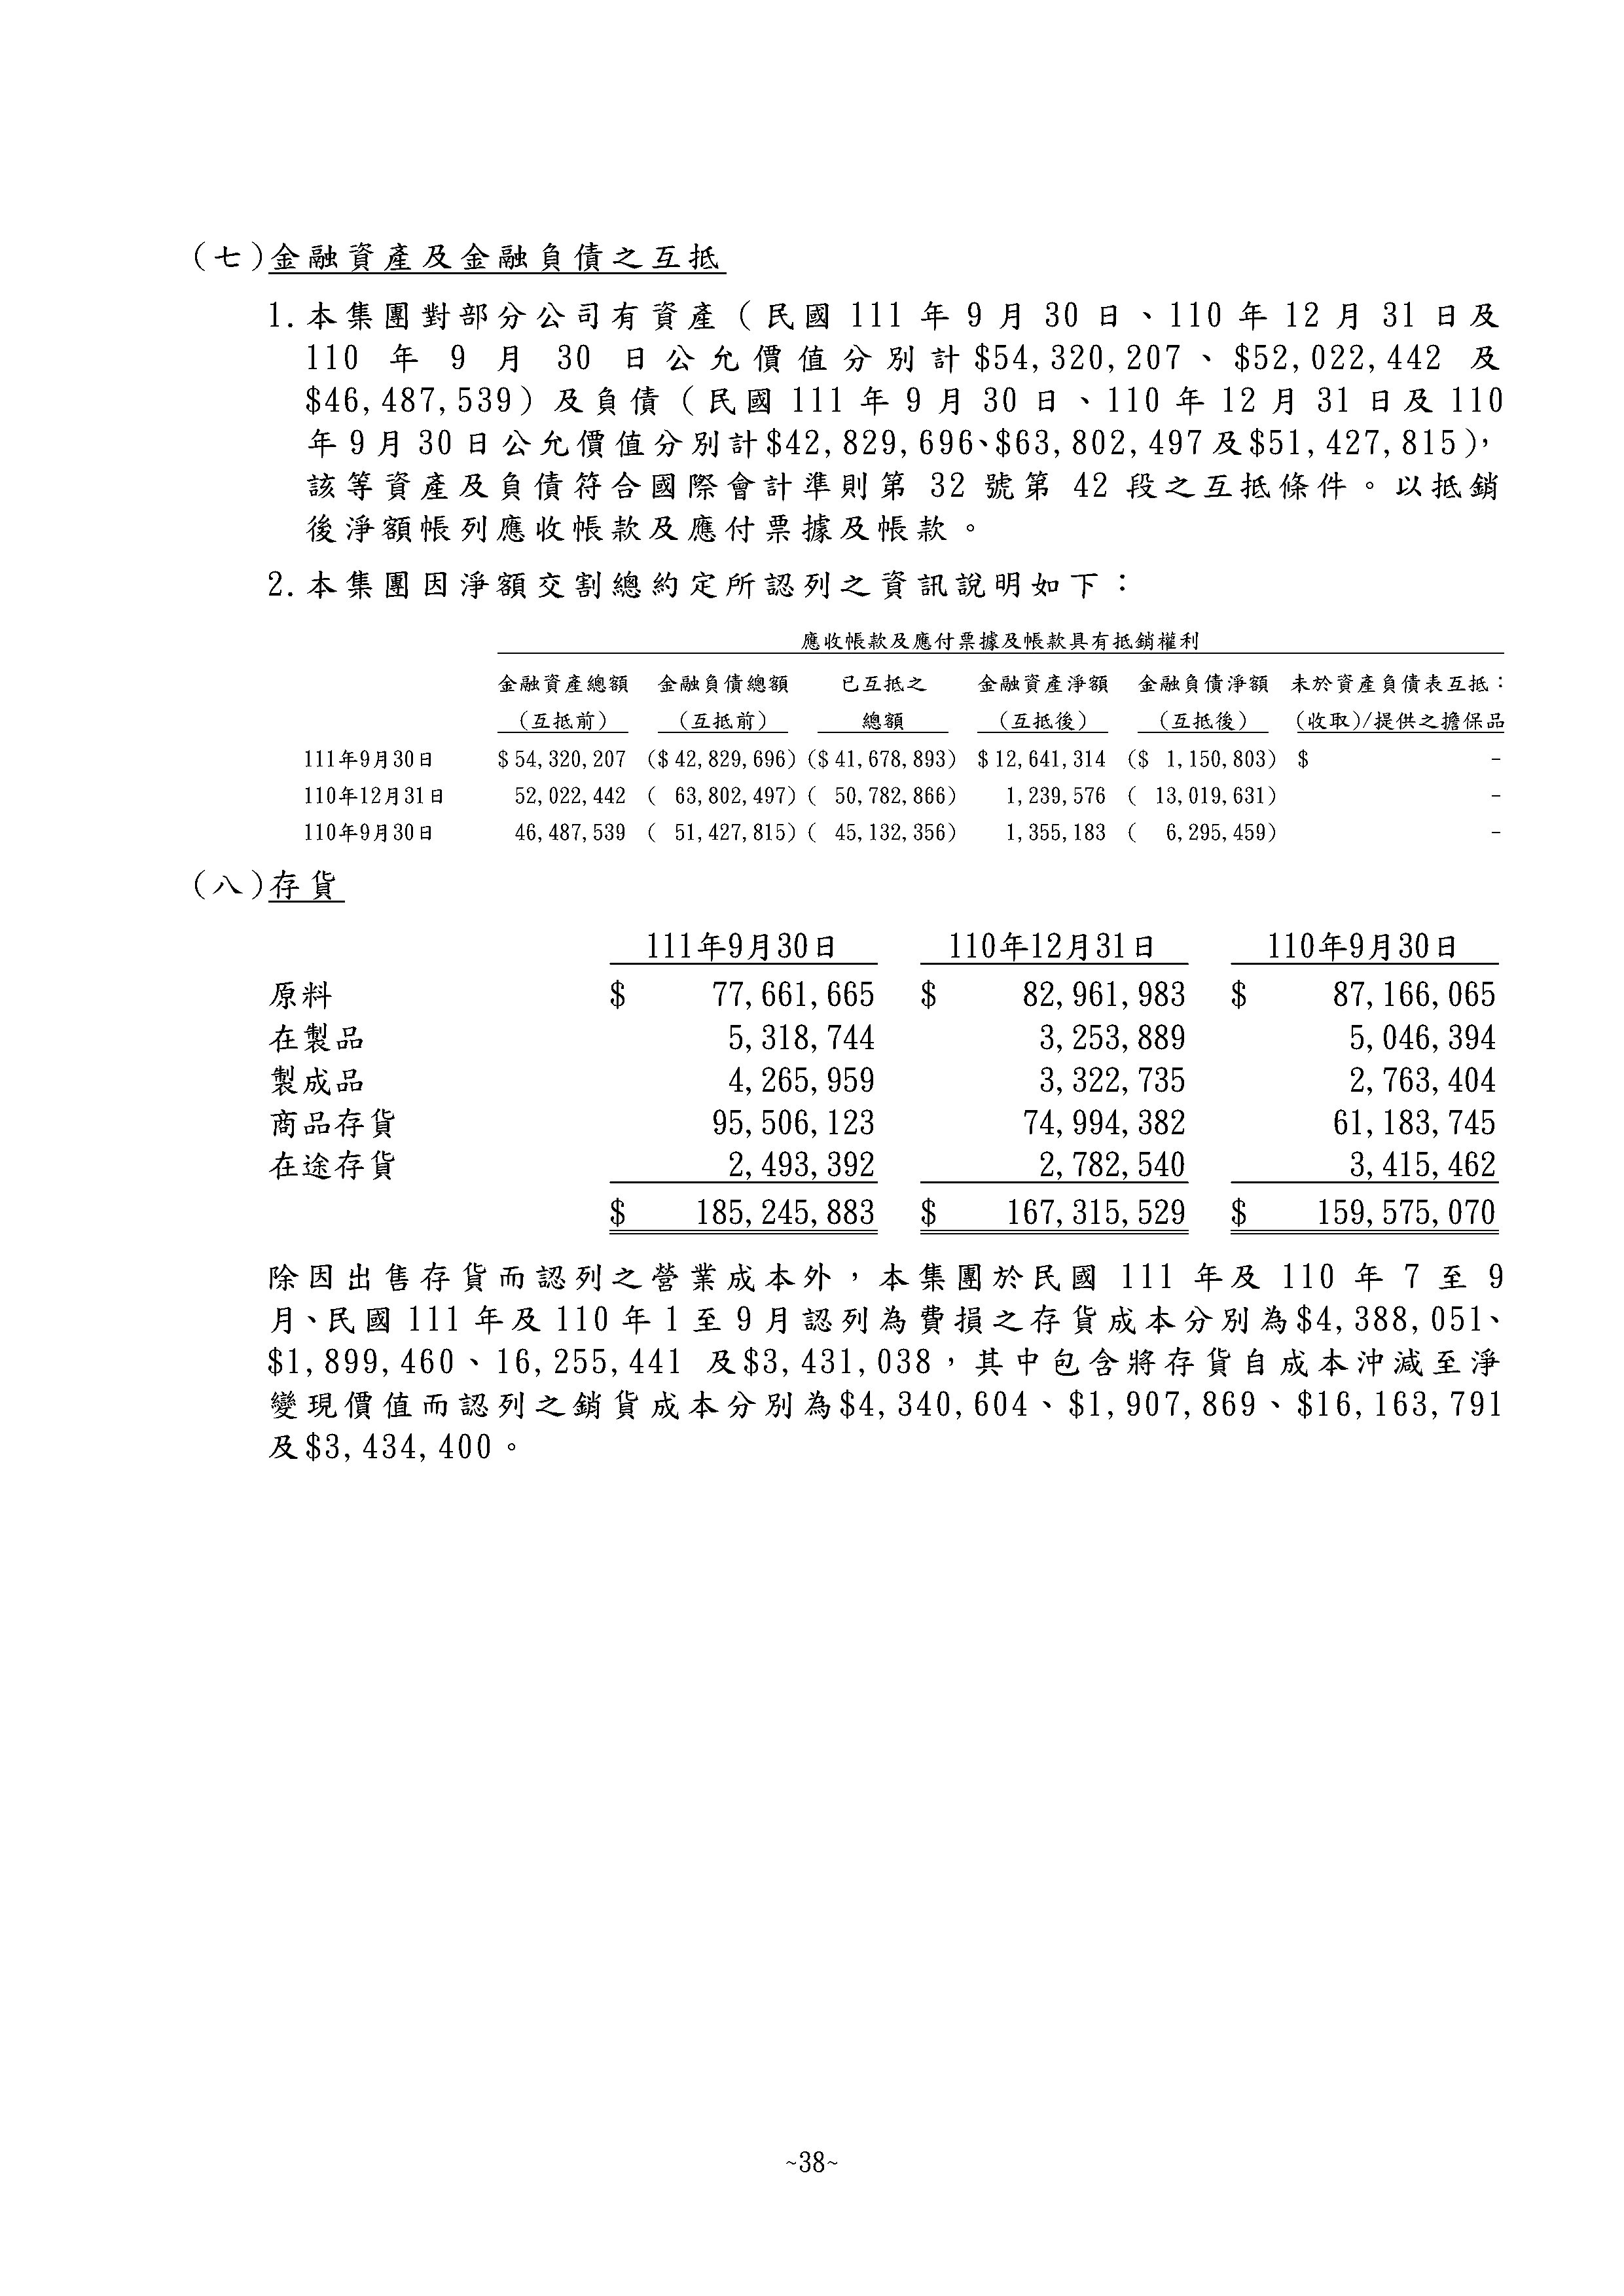 (七)金融資產及金融負債之互抵
1.本集團對部分公司有資產（民國 111 年 9 月 30 日、110 年 12 月 31 日及
110 年 9 月 30 日公允價值分別計$54,320,207、$52,022,442 及
$46,487,539）及負債（民國 111 年 9 月 30 日、110 年 12 月 31 日及 110
年 9 月 30 日公允價值分別計$42,829,696、$63,802,497 及$51,427,815)，
該等資產及負債符合國際會計準則第 32 號第 42 段之互抵條件。以抵銷
後淨額帳列應收帳款及應付票據及帳款。
2.本集團因淨額交割總約定所認列之資訊說明如下：
應收帳款及應付票據及帳款具有抵銷權利
金融資產總額 金融負債總額 已互抵之 金融資產淨額 金融負債淨額 未於資產負債表互抵：
（互抵前） （互抵前） 總額 （互抵後） （互抵後） (收取)/提供之擔保品
111年9月30日 $ 54,320,207 ($ 42,829,696) ($ 41,678,893) $ 12,641,314 ($ 1,150,803) $ -
110年12月31日 52,022,442 ( 63,802,497) ( 50,782,866) 1,239,576 ( 13,019,631) -
110年9月30日 46,487,539 ( 51,427,815) ( 45,132,356) 1,355,183 ( 6,295,459) -
(八)存貨
111年9月30日 110年12月31日 110年9月30日
原料 $ 77,661,665 $ 82,961,983 $ 87,166,065
在製品 5,318,744 3,253,889 5,046,394
製成品 4,265,959 3,322,735 2,763,404
商品存貨 95,506,123 74,994,382 61,183,745
在途存貨 2,493,392 2,782,540 3,415,462
$ 185,245,883 $ 167,315,529 $ 159,575,070
除因出售存貨而認列之營業成本外，本集團於民國 111 年及 110 年 7 至 9
月、民國 111 年及 110 年 1 至 9 月認列為費損之存貨成本分別為$4,388,051、
$1,899,460、16,255,441 及$3,431,038，其中包含將存貨自成本沖減至淨
變現價值而認列之銷貨成本分別為$4,340,604、$1,907,869、$16,163,791
及$3,434,400。
~38~